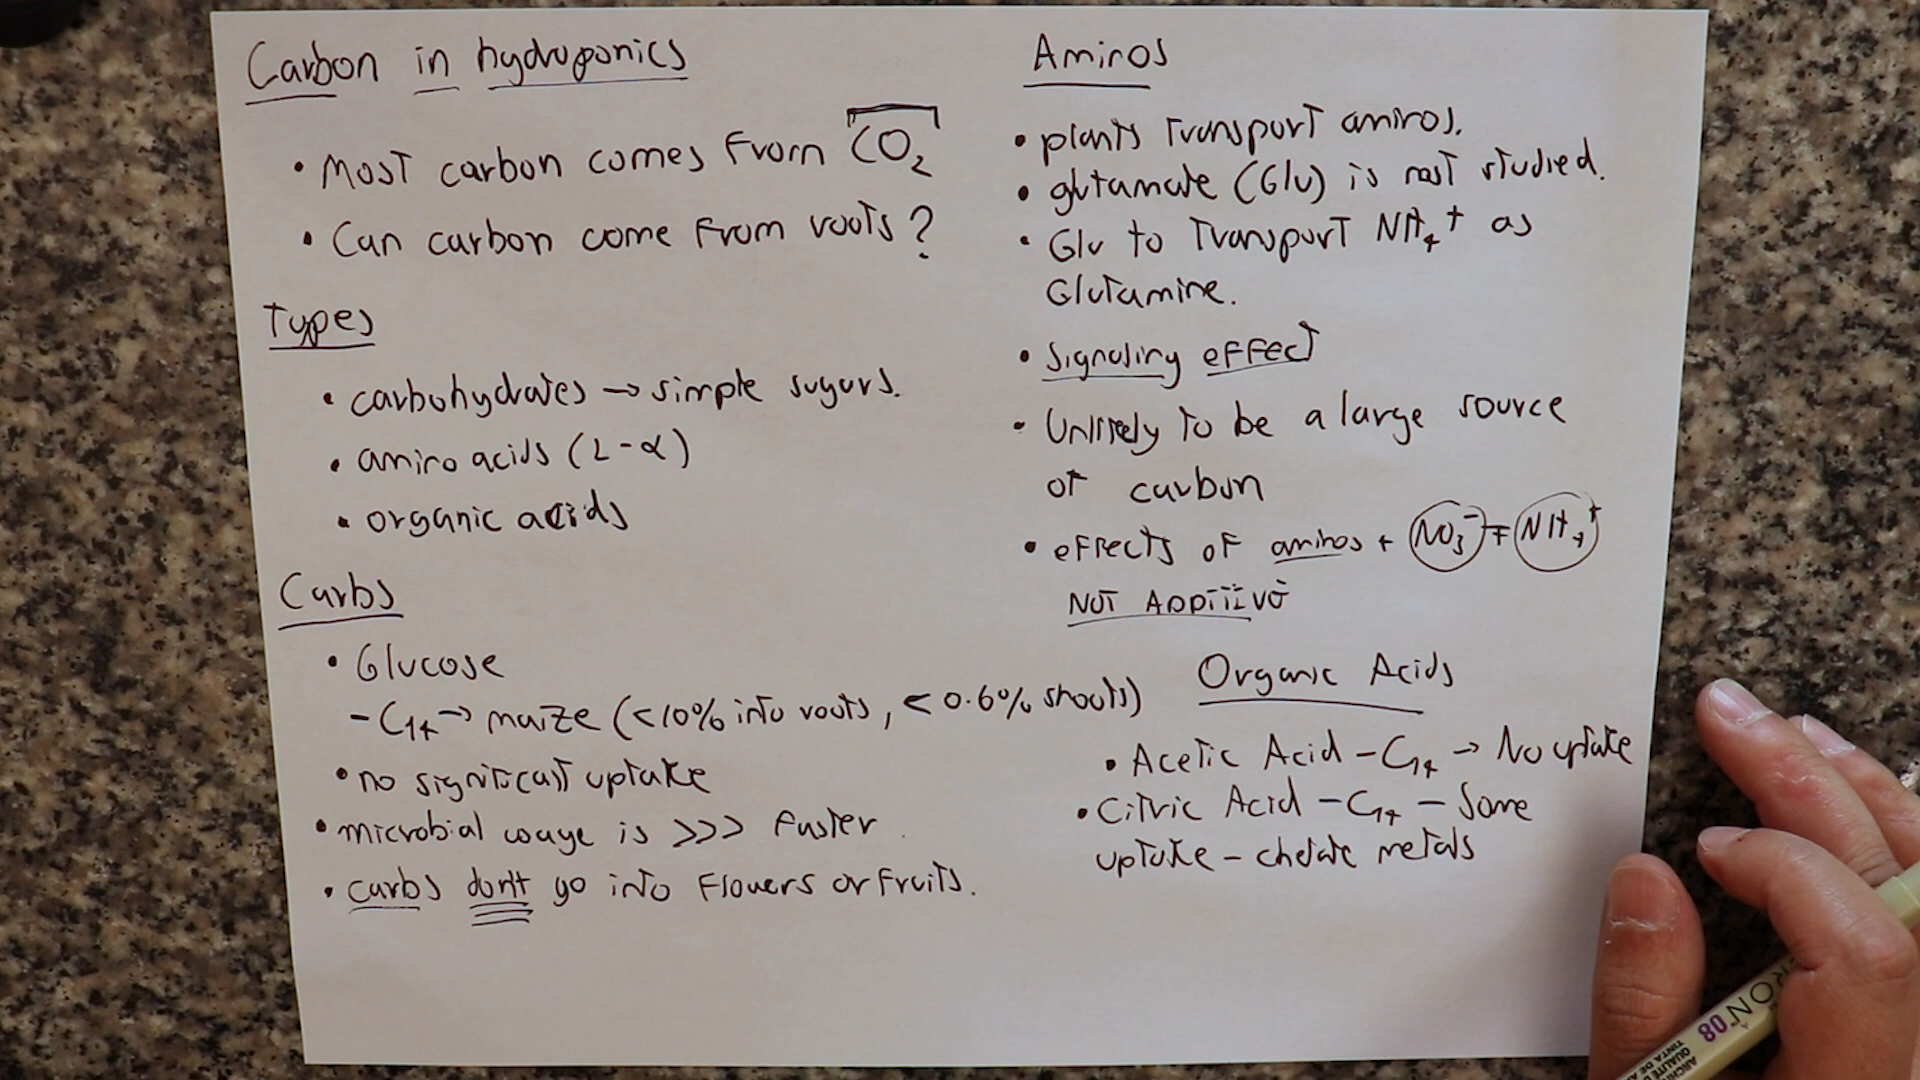 Carbon in hydroponics
• Most carbon comes from CO2
• Can carbon come from roots?
Types
• carbohydrates → simple sugars.
• amino acids (L-α)
• organic acids
Carbs
• Glucose
- C14 → maize (<10% into roots, <0.6% shoots)
• no significant uptake
• microbial usage is >>> faster
• carbs don't go into flowers or fruits.
Aminos
• plants transport aminos.
• glutamate (Glu) is most studied.
• Glu to transport NH4+ as
Glutamine.
• Signaling effect
• Unlikely to be a large source
of carbon
• effects of aminos + NO3- + NH4+
NOT ADDITIVE
Organic Acids
• Acetic Acid - C14 → No uptake
• Citric Acid - C14 - Some
uptake - chelate metals
08